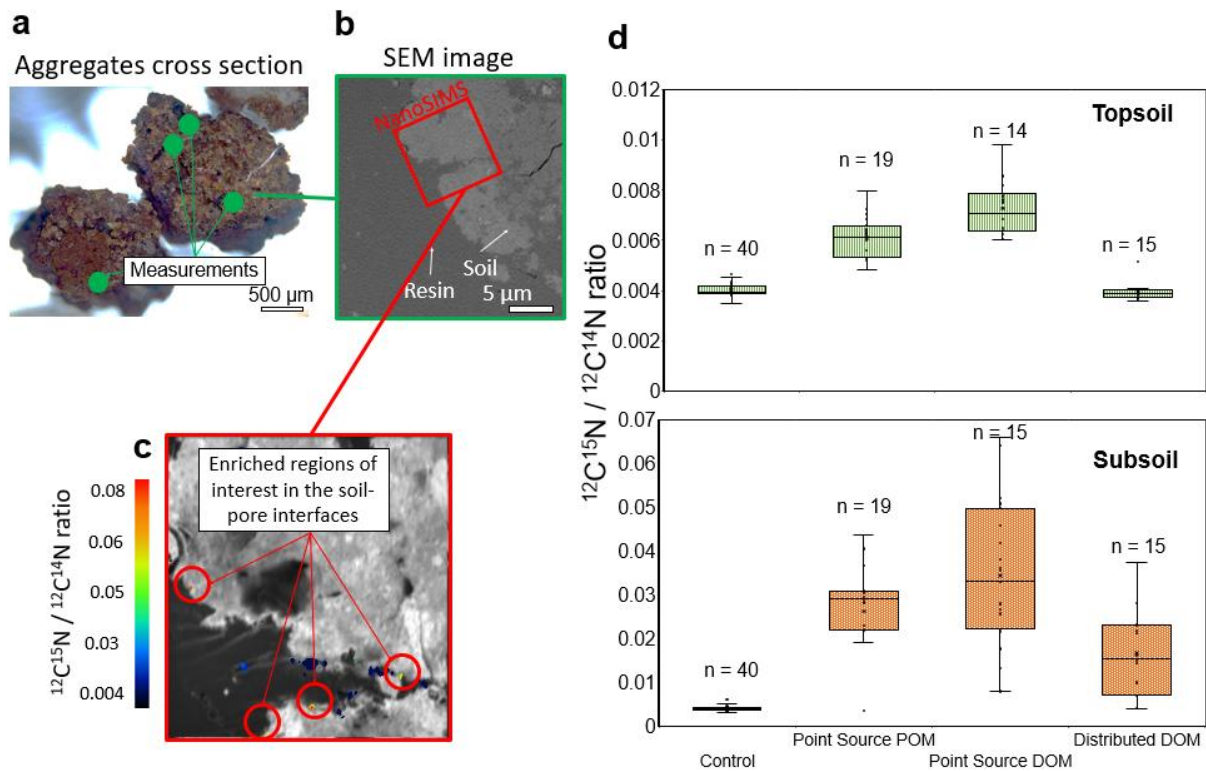 a
Aggregates cross section
Measurements
500 µm
b
SEM image
NanoSIMS
Resin
Soil
5 µm
c
Enriched regions of
interest in the soil-
pore interfaces
¹²C¹⁵N / ¹²C¹⁴N ratio
0.08
0.06
0.05
0.03
0.004
d
¹²C¹⁵N / ¹²C¹⁴N ratio
0.012
0.01
0.008
0.006
0.004
0.002
0
Topsoil
n = 40
n = 19
n = 14
n = 15
0.07
0.06
0.05
0.04
0.03
0.02
0.01
0
Subsoil
n = 40
n = 19
n = 15
n = 15
Control
Point Source POM
Point Source DOM
Distributed DOM